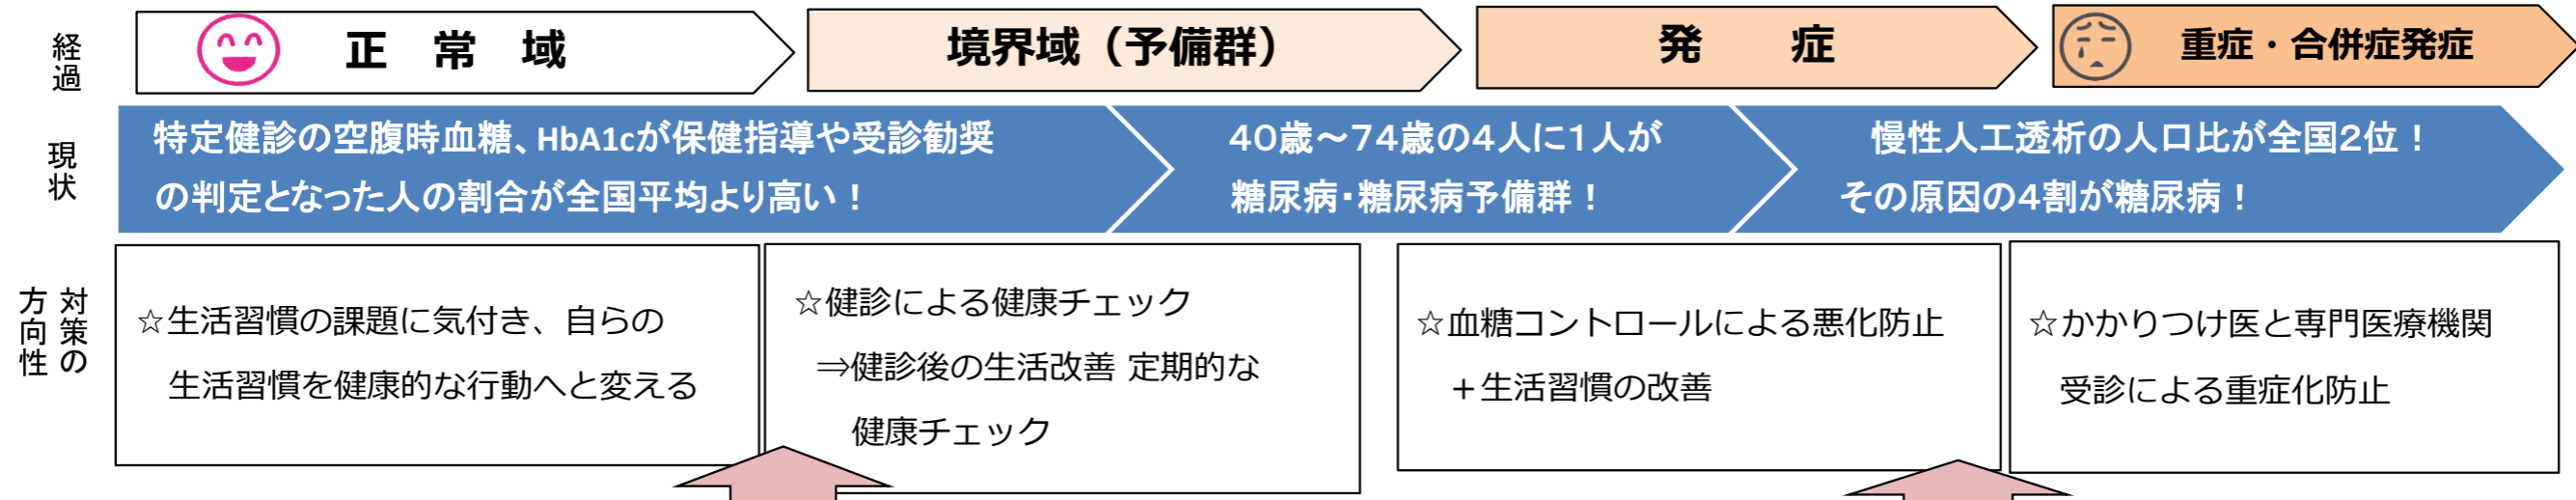 経過
正 常 域
境界域（予備群）
発 症
重症・合併症発症
現状
特定健診の空腹時血糖、HbA1cが保健指導や受診勧奨
の判定となった人の割合が全国平均より高い！
40歳～74歳の4人に1人が
糖尿病・糖尿病予備群！
慢性人工透析の人口比が全国2位！
その原因の4割が糖尿病！
対策の
方向性
☆生活習慣の課題に気付き、自らの
生活習慣を健康的な行動へと変える
☆健診による健康チェック
⇒健診後の生活改善 定期的な
健康チェック
☆血糖コントロールによる悪化防止
＋生活習慣の改善
☆かかりつけ医と専門医療機関
受診による重症化防止